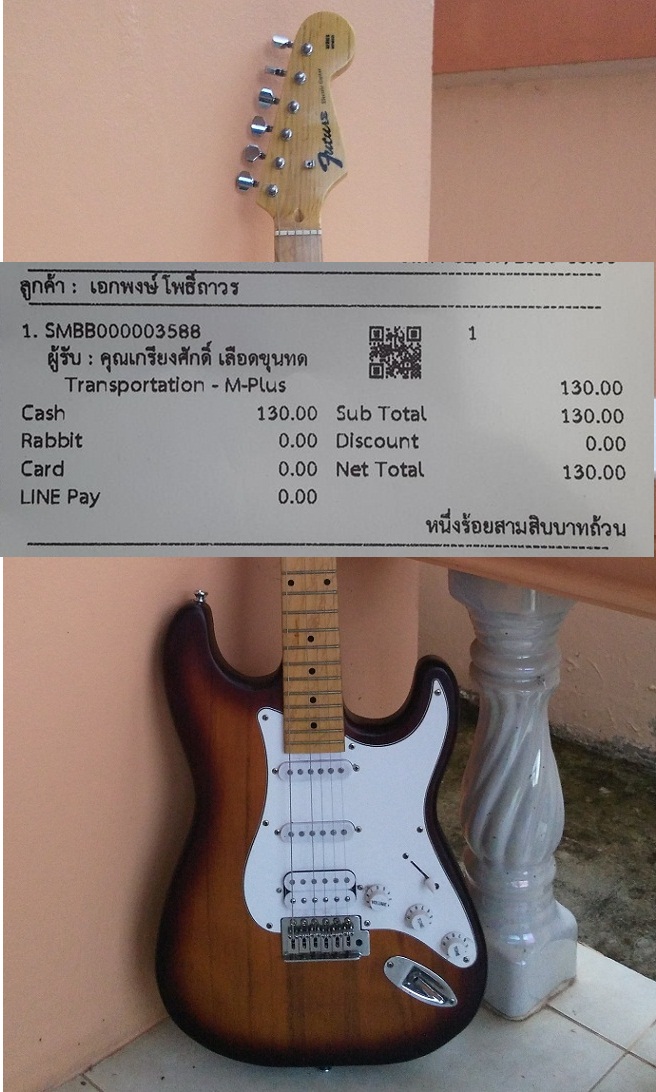 Future
Electric Guitar
ลูกค้า : เอกพงษ์ โพธิ์ถาวร
1. SMBB000003588 1
ผู้รับ : คุณเกรียงศักดิ์ เลือดขุนทด
Transportation - M-Plus 130.00
Cash 130.00 Sub Total 130.00
Rabbit 0.00 Discount 0.00
Card 0.00 Net Total 130.00
LINE Pay 0.00
หนึ่งร้อยสามสิบบาทถ้วน
VOLUME